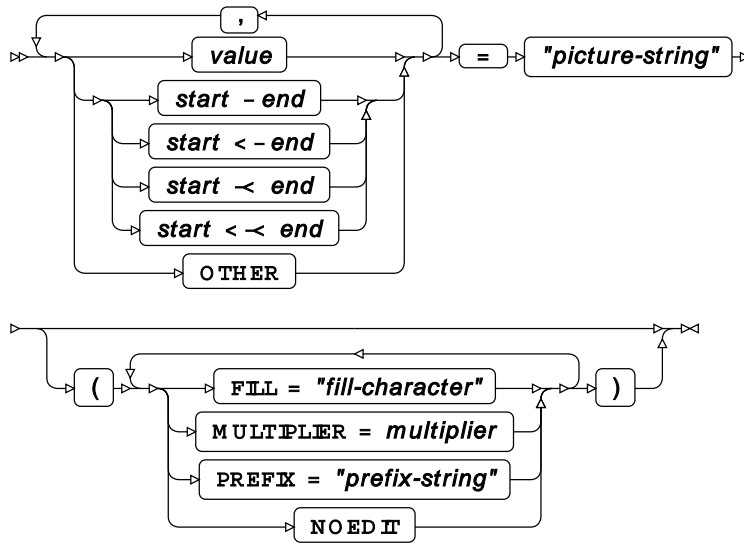 ,
value = "picture-string"
start - end
start <- end
start -< end
start <-< end
OTHER
( FILL = "fill-character" )
MULTIPLIER = multiplier
PREFIX = "prefix-string"
NOEDIT